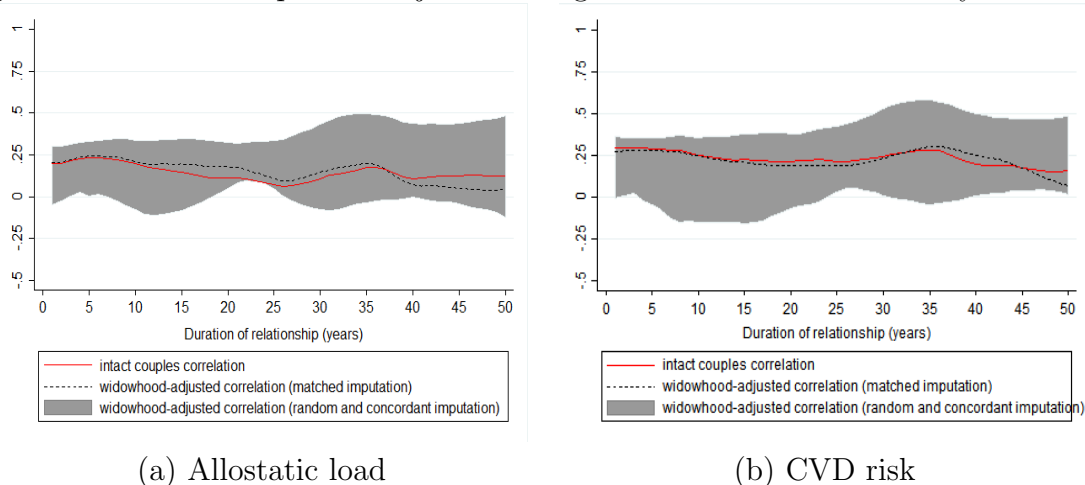 1
.75
.5
.25
0
-.25
-.5
0 5 10 15 20 25 30 35 40 45 50
Duration of relationship (years)
intact couples correlation
widowhood-adjusted correlation (matched imputation)
widowhood-adjusted correlation (random and concordant imputation)
(a) Allostatic load
1
.75
.5
.25
0
-.25
-.5
0 5 10 15 20 25 30 35 40 45 50
Duration of relationship (years)
intact couples correlation
widowhood-adjusted correlation (matched imputation)
widowhood-adjusted correlation (random and concordant imputation)
(b) CVD risk